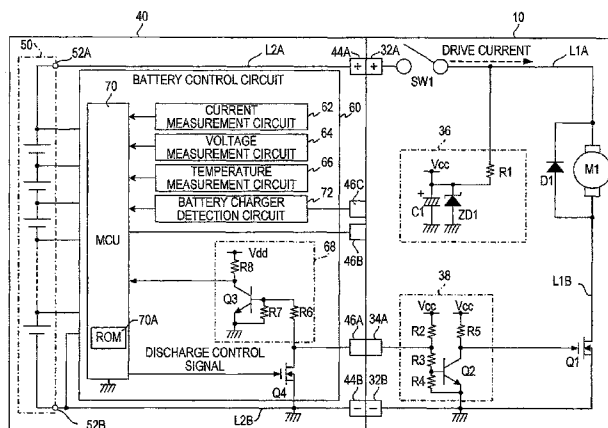 40
10
50
52A
L2A
44A
32A
DRIVE CURRENT
L1A
+
+
SW1
BATTERY CONTROL CIRCUIT
70
CURRENT
MEASUREMENT CIRCUIT
62
60
VOLTAGE
MEASUREMENT CIRCUIT
64
TEMPERATURE
MEASUREMENT CIRCUIT
66
BATTERY CHARGER
DETECTION CIRCUIT
72
MCU
46C
46B
36
Vcc
R1
+
C1
ZD1
D1
M1
L1B
68
Vdd
R8
Q3
R7
R6
38
Vcc
Vcc
R2
R5
R3
R4
Q2
Q1
46A
34A
ROM
70A
DISCHARGE CONTROL
SIGNAL
Q4
44B
32B
-
-
52B
L2B